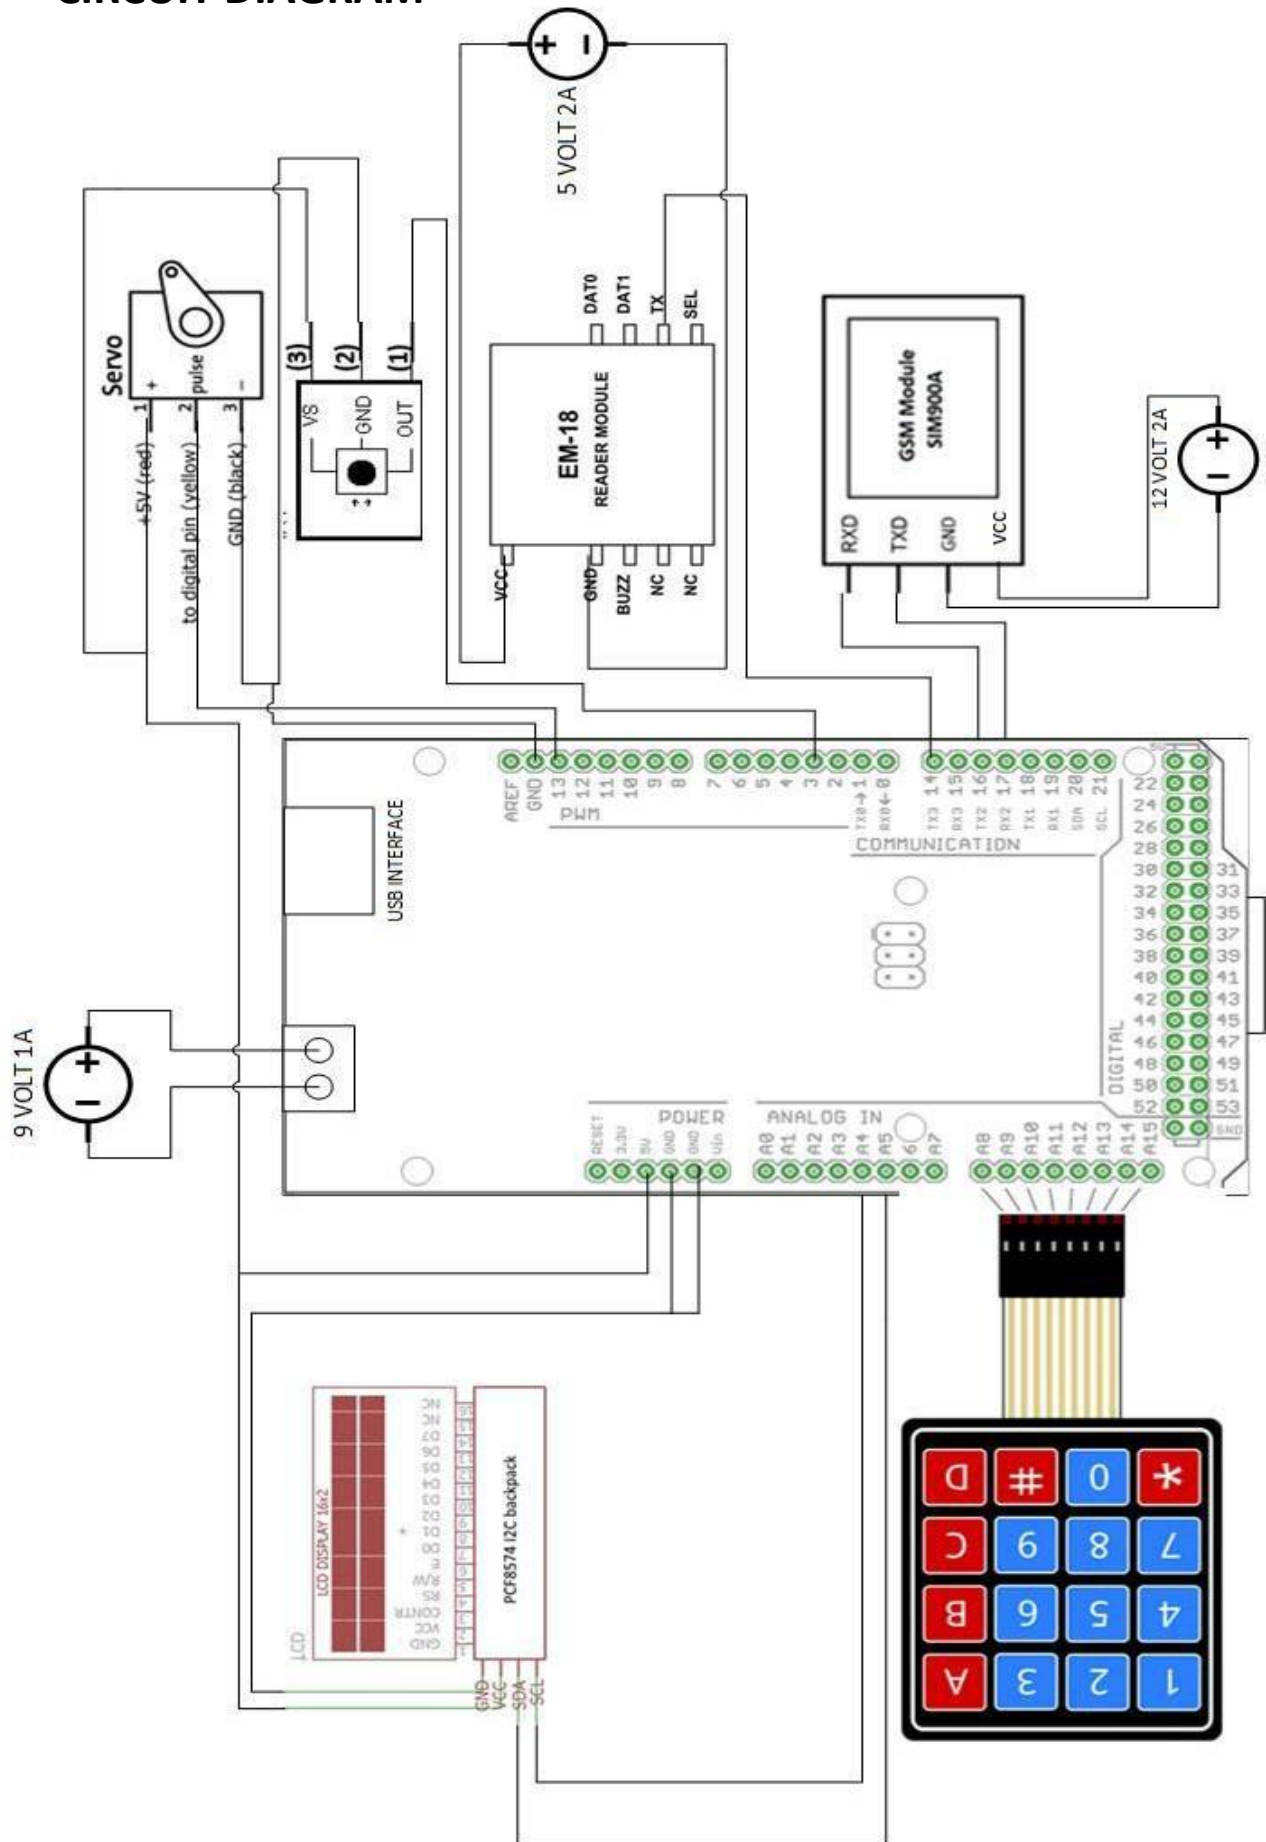 CIRCUIT DIAGRAM
5 VOLT 2A
+
−
Servo
1
+
2
pulse
3
−
+5V (red)
to digital pin (yellow)
GND (black)
(3)
(2)
(1)
VS
GND
OUT
DAT0
DAT1
TX
SEL
EM-18
READER MODULE
VCC
GND
BUZZ
NC
NC
GSM Module
SIM900A
RXD
TXD
GND
VCC
12 VOLT 2A
+
−
9 VOLT 1A
−
+
USB INTERFACE
AREF
GND
13
12
11
10
9
8
PWM
7
6
5
4
3
2
TX0→1
RX0←0
TX3 14
RX3 15
TX2 16
RX2 17
TX1 18
RX1 19
SDA 20
SCL 21
COMMUNICATION
5V
22
24
26
28
30 31
32 33
34 35
36 37
38 39
40 41
42 43
44 45
46 47
48 49
50 51
52 53
GND
DIGITAL
POWER
RESET
3.3V
5V
GND
GND
Vin
ANALOG IN
A0
A1
A2
A3
A4
A5
6
A7
A8
A9
A10
A11
A12
A13
A14
A15
LCD
LCD DISPLAY 16x2
NC
NC
D7
D6
D5
D4
D3
D2
D1
D0
E
R/W
RS
CONTR
VCC
GND
+
PCF8574 I2C backpack
GND
VCC
SDA
SCL
1 2 3 A
4 5 6 B
7 8 9 C
* 0 # D